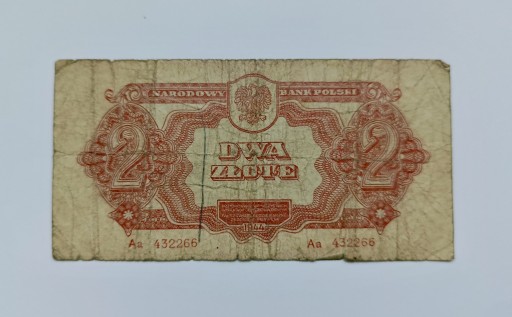 NARODOWY BANK POLSKI
2 DWA 2
ZŁOTE
1944
Aa 432266 Aa 432266